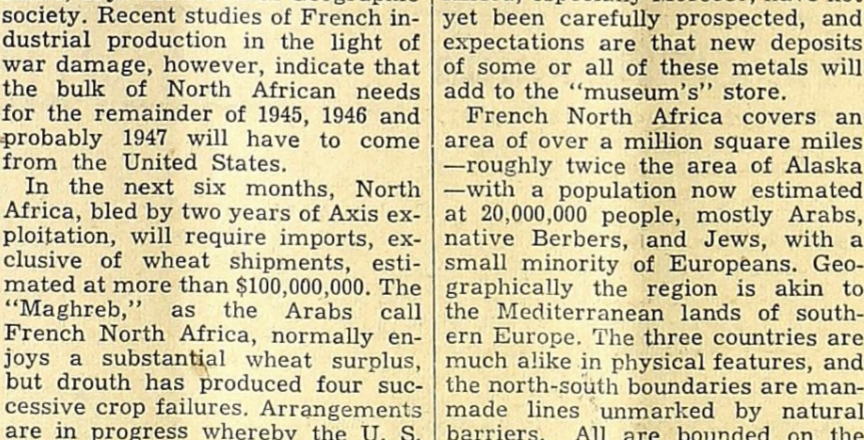 society. Recent studies of French in-
dustrial production in the light of
war damage, however, indicate that
the bulk of North African needs
for the remainder of 1945, 1946 and
probably 1947 will have to come
from the United States.
In the next six months, North
Africa, bled by two years of Axis ex-
ploitation, will require imports, ex-
clusive of wheat shipments, esti-
mated at more than $100,000,000. The
"Maghreb," as the Arabs call
French North Africa, normally en-
joys a substantial wheat surplus,
but drouth has produced four suc-
cessive crop failures. Arrangements
are in progress whereby the U. S.
yet been carefully prospected, and
expectations are that new deposits
of some or all of these metals will
add to the "museum's" store.
French North Africa covers an
area of over a million square miles
—roughly twice the area of Alaska
—with a population now estimated
at 20,000,000 people, mostly Arabs,
native Berbers, and Jews, with a
small minority of Europeans. Geo-
graphically the region is akin to
the Mediterranean lands of south-
ern Europe. The three countries are
much alike in physical features, and
the north-south boundaries are man-
made lines unmarked by natural
barriers. All are bounded on the